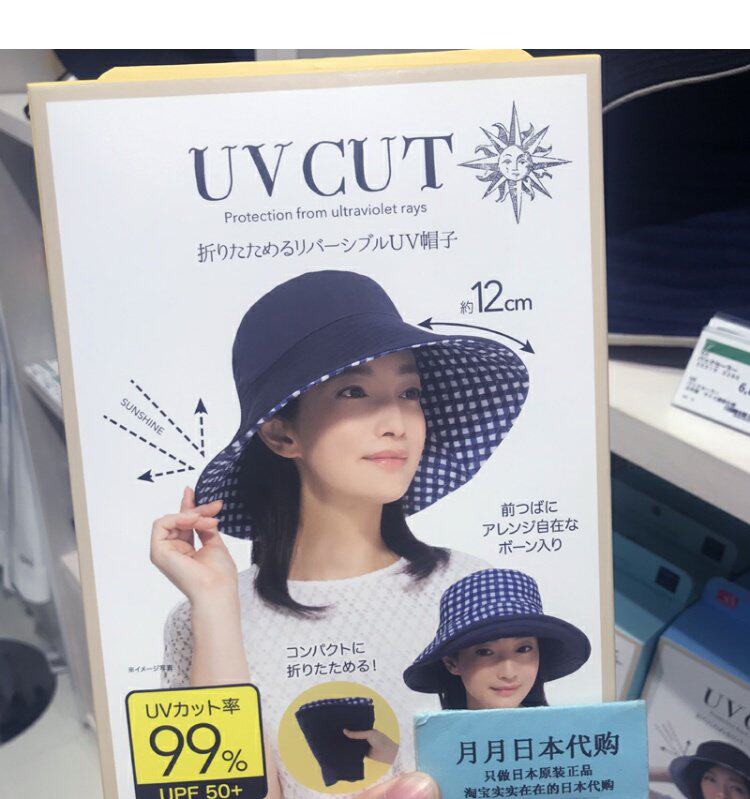 UV CUT
Protection from ultraviolet rays
折りたためるリバーシブルUV帽子
約12cm
SUNSHINE
前つばに
アレンジ自在な
ボーン入り
コンパクトに
折りたためる!
※イメージ写真
UVカット率
99%
UPF 50+
月月日本代购
只做日本原装正品
淘宝实实在在的日本代购
UV